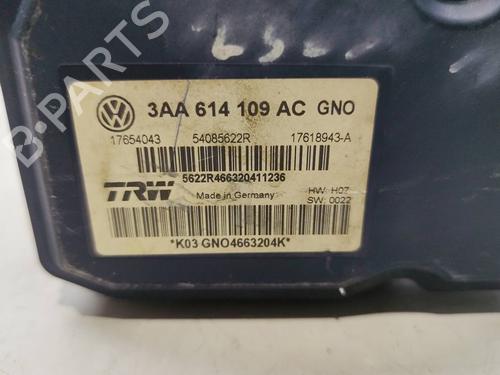 B-PARTS
3AA 614 109 AC GNO
17654043 54085622R 17618943-A
5622R466320411236
TRW Made in Germany HW: H07
SW: 0022
*K03 GNO4663204K*